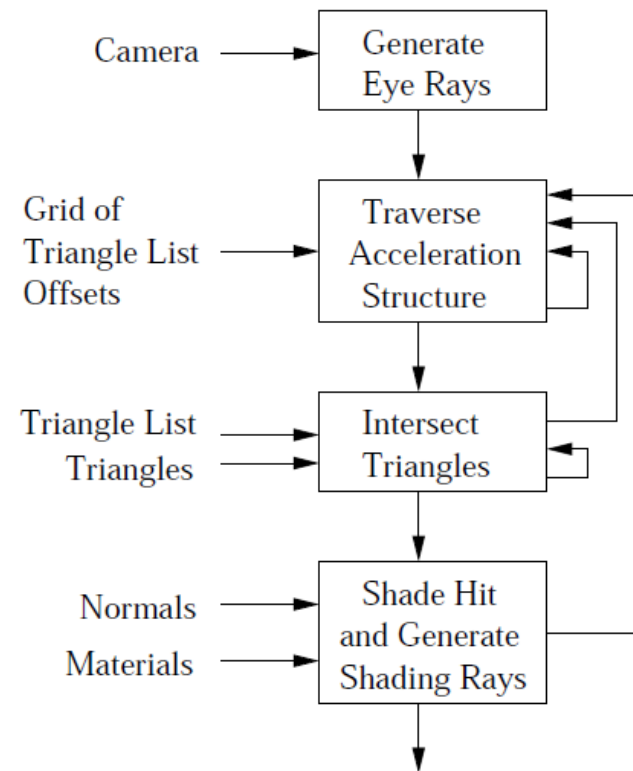 Camera
Generate
Eye Rays
Grid of
Triangle List
Offsets
Traverse
Acceleration
Structure
Triangle List
Triangles
Intersect
Triangles
Normals
Materials
Shade Hit
and Generate
Shading Rays